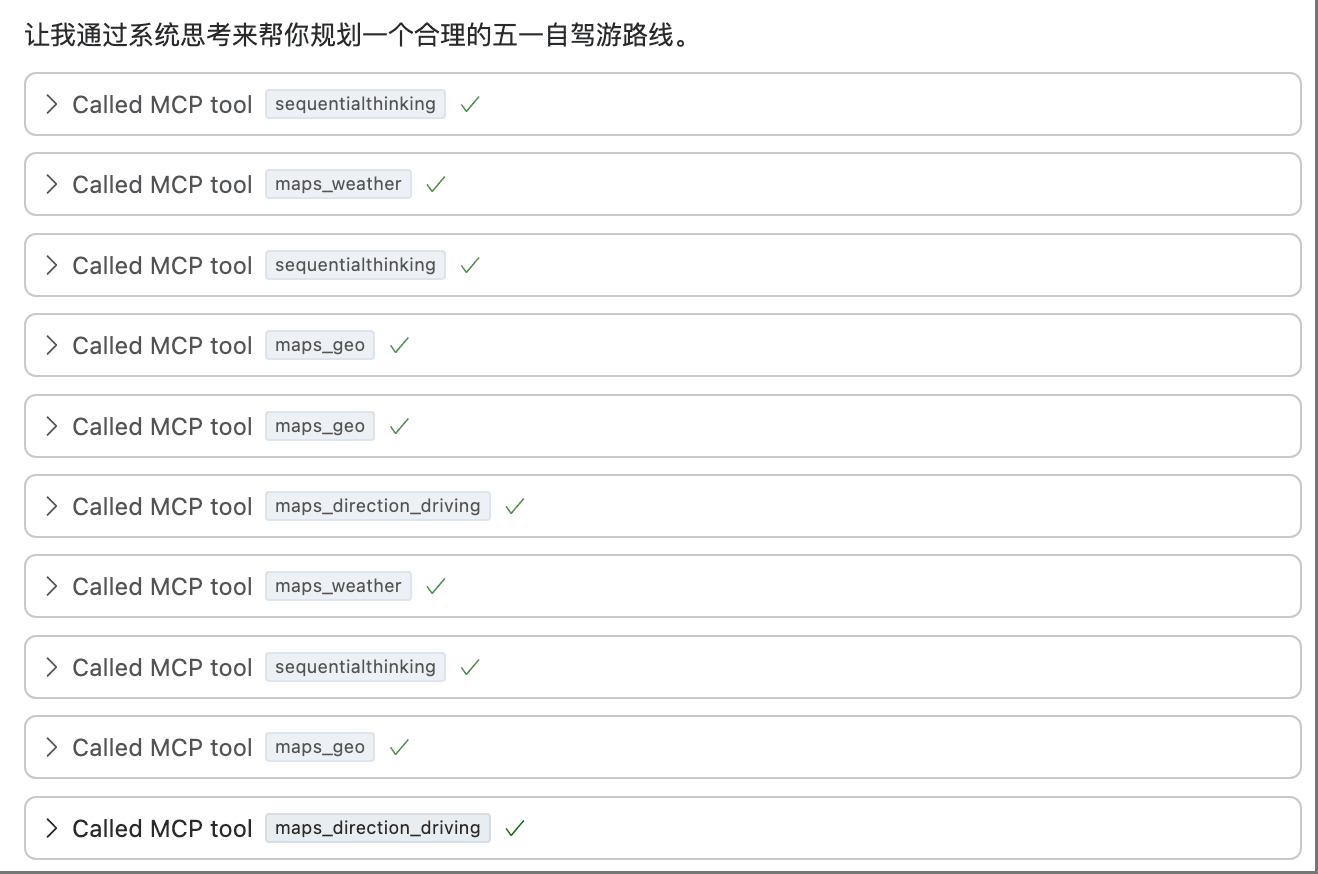 让我通过系统思考来帮你规划一个合理的五一自驾游路线。
Called MCP tool sequentialthinking
Called MCP tool maps_weather
Called MCP tool sequentialthinking
Called MCP tool maps_geo
Called MCP tool maps_geo
Called MCP tool maps_direction_driving
Called MCP tool maps_weather
Called MCP tool sequentialthinking
Called MCP tool maps_geo
Called MCP tool maps_direction_driving